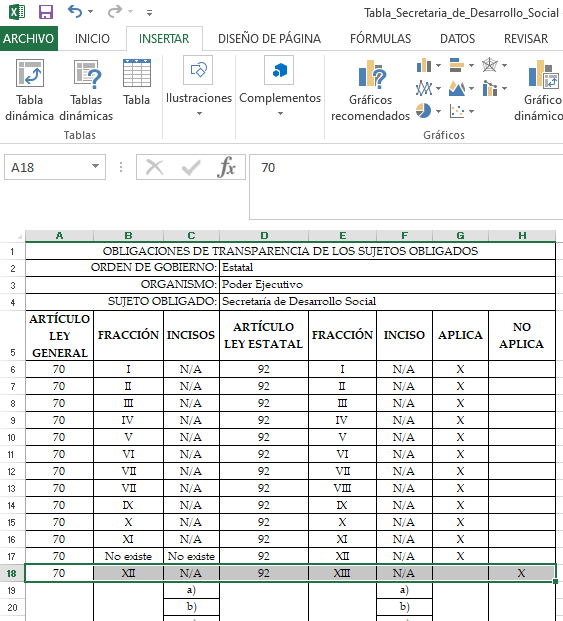 Tabla_Secretaria_de_Desarrollo_Social
ARCHIVO INICIO INSERTAR DISEÑO DE PÁGINA FÓRMULAS DATOS REVISAR
Tabla dinámica Tablas dinámicas Tabla Ilustraciones Complementos Gráficos recomendados Gráfico dinámico
Tablas Gráficos
A18 fx 70
A B C D E F G H
1 OBLIGACIONES DE TRANSPARENCIA DE LOS SUJETOS OBLIGADOS
2 ORDEN DE GOBIERNO: Estatal
3 ORGANISMO: Poder Ejecutivo
4 SUJETO OBLIGADO: Secretaría de Desarrollo Social
5 ARTÍCULO LEY GENERAL FRACCIÓN INCISOS ARTÍCULO LEY ESTATAL FRACCIÓN INCISO APLICA NO APLICA
6 70 I N/A 92 I N/A X
7 70 II N/A 92 II N/A X
8 70 III N/A 92 III N/A X
9 70 IV N/A 92 IV N/A X
10 70 V N/A 92 V N/A X
11 70 VI N/A 92 VI N/A X
12 70 VII N/A 92 VII N/A X
13 70 VII N/A 92 VIII N/A X
14 70 IX N/A 92 IX N/A X
15 70 X N/A 92 X N/A X
16 70 XI N/A 92 XI N/A X
17 70 No existe No existe 92 XII N/A X
18 70 XII N/A 92 XIII N/A X
19 a) a)
20 b) b)